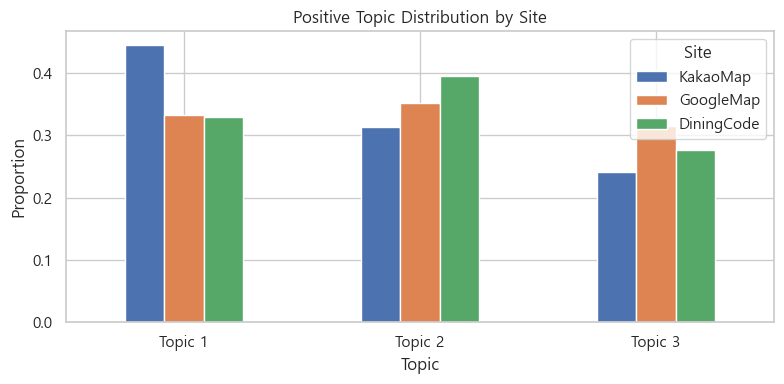 Positive Topic Distribution by Site
Proportion
0.4
0.3
0.2
0.1
0.0
Site
KakaoMap
GoogleMap
DiningCode
Topic 1
Topic 2
Topic 3
Topic